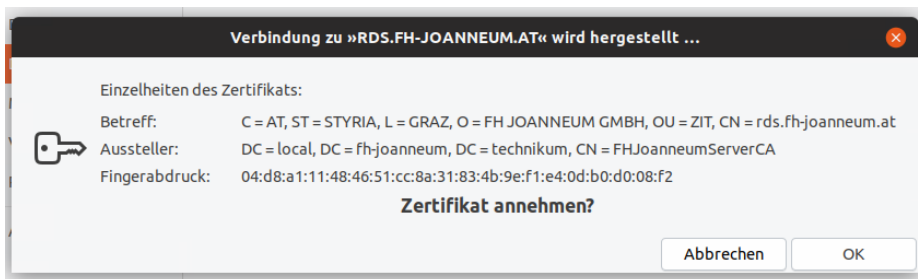 Verbindung zu »RDS.FH-JOANNEUM.AT« wird hergestellt ...
Einzelheiten des Zertifikats:
Betreff: C = AT, ST = STYRIA, L = GRAZ, O = FH JOANNEUM GMBH, OU = ZIT, CN = rds.fh-joanneum.at
Aussteller: DC = local, DC = fh-joanneum, DC = technikum, CN = FHJoanneumServerCA
Fingerabdruck: 04:d8:a1:11:48:46:51:cc:8a:31:83:4b:9e:f1:e4:0d:b0:d0:08:f2
Zertifikat annehmen?
Abbrechen OK